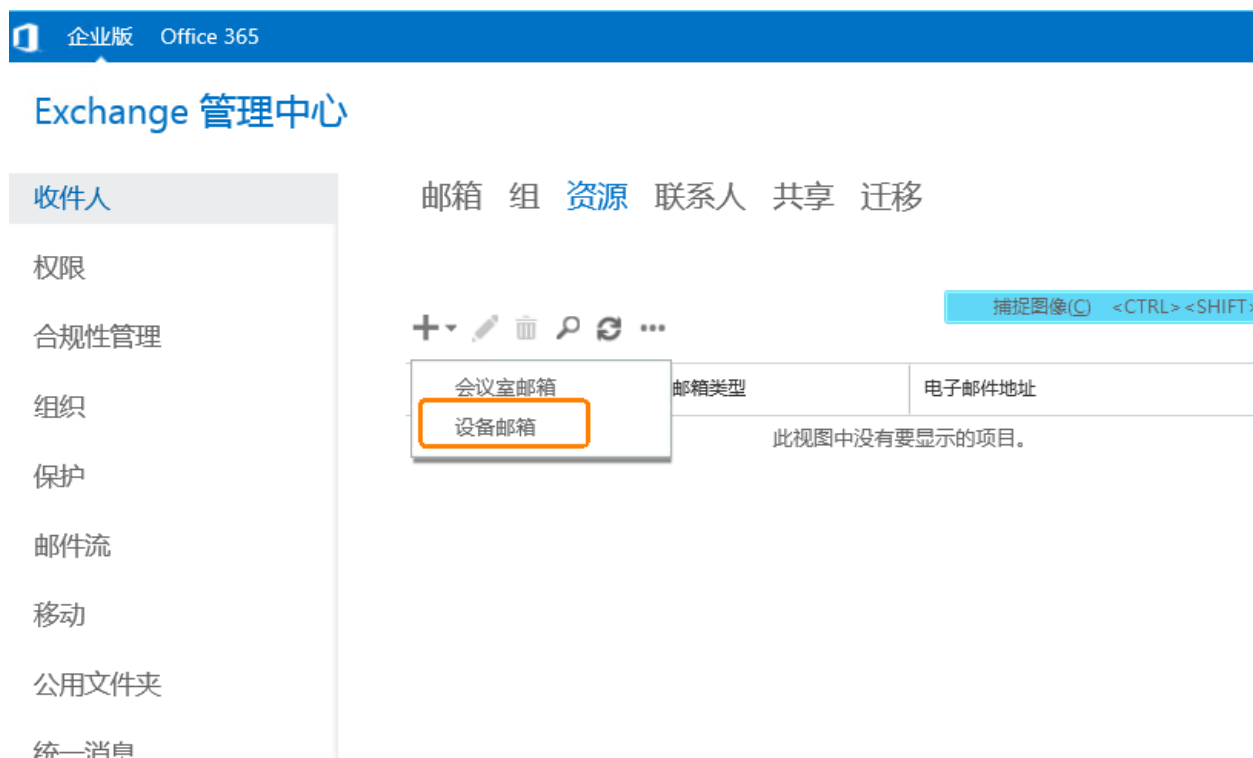 企业版 Office 365
Exchange 管理中心
收件人
权限
合规性管理
组织
保护
邮件流
移动
公用文件夹
统一消息
邮箱 组 资源 联系人 共享 迁移
捕捉图像(C) <CTRL><SHIFT>
会议室邮箱
设备邮箱
邮箱类型 电子邮件地址
此视图中没有要显示的项目。